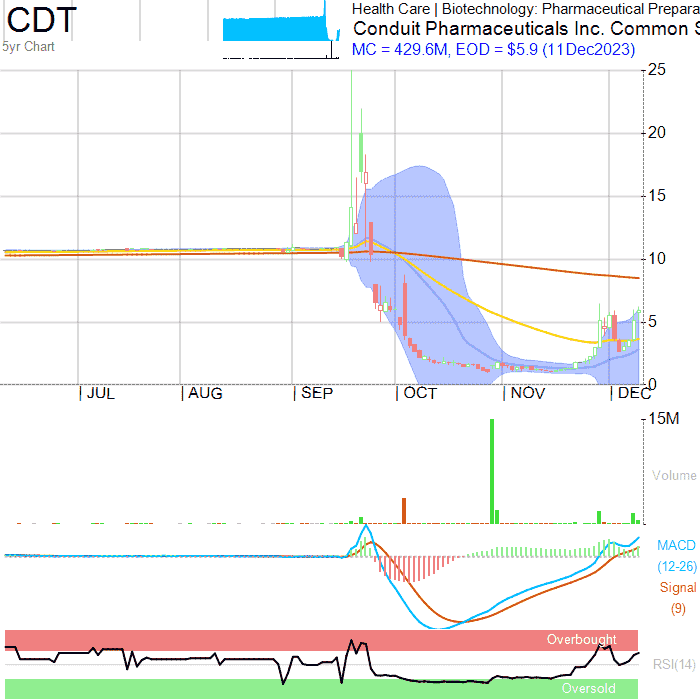 CDT
5yr Chart
Health Care | Biotechnology: Pharmaceutical Prepara
Conduit Pharmaceuticals Inc. Common S
MC = 429.6M, EOD = $5.9 (11Dec2023)
25
20
15
10
5
0
JUL
AUG
SEP
OCT
NOV
DEC
15M
Volume
MACD
(12-26)
Signal
(9)
Overbought
RSI(14)
Oversold